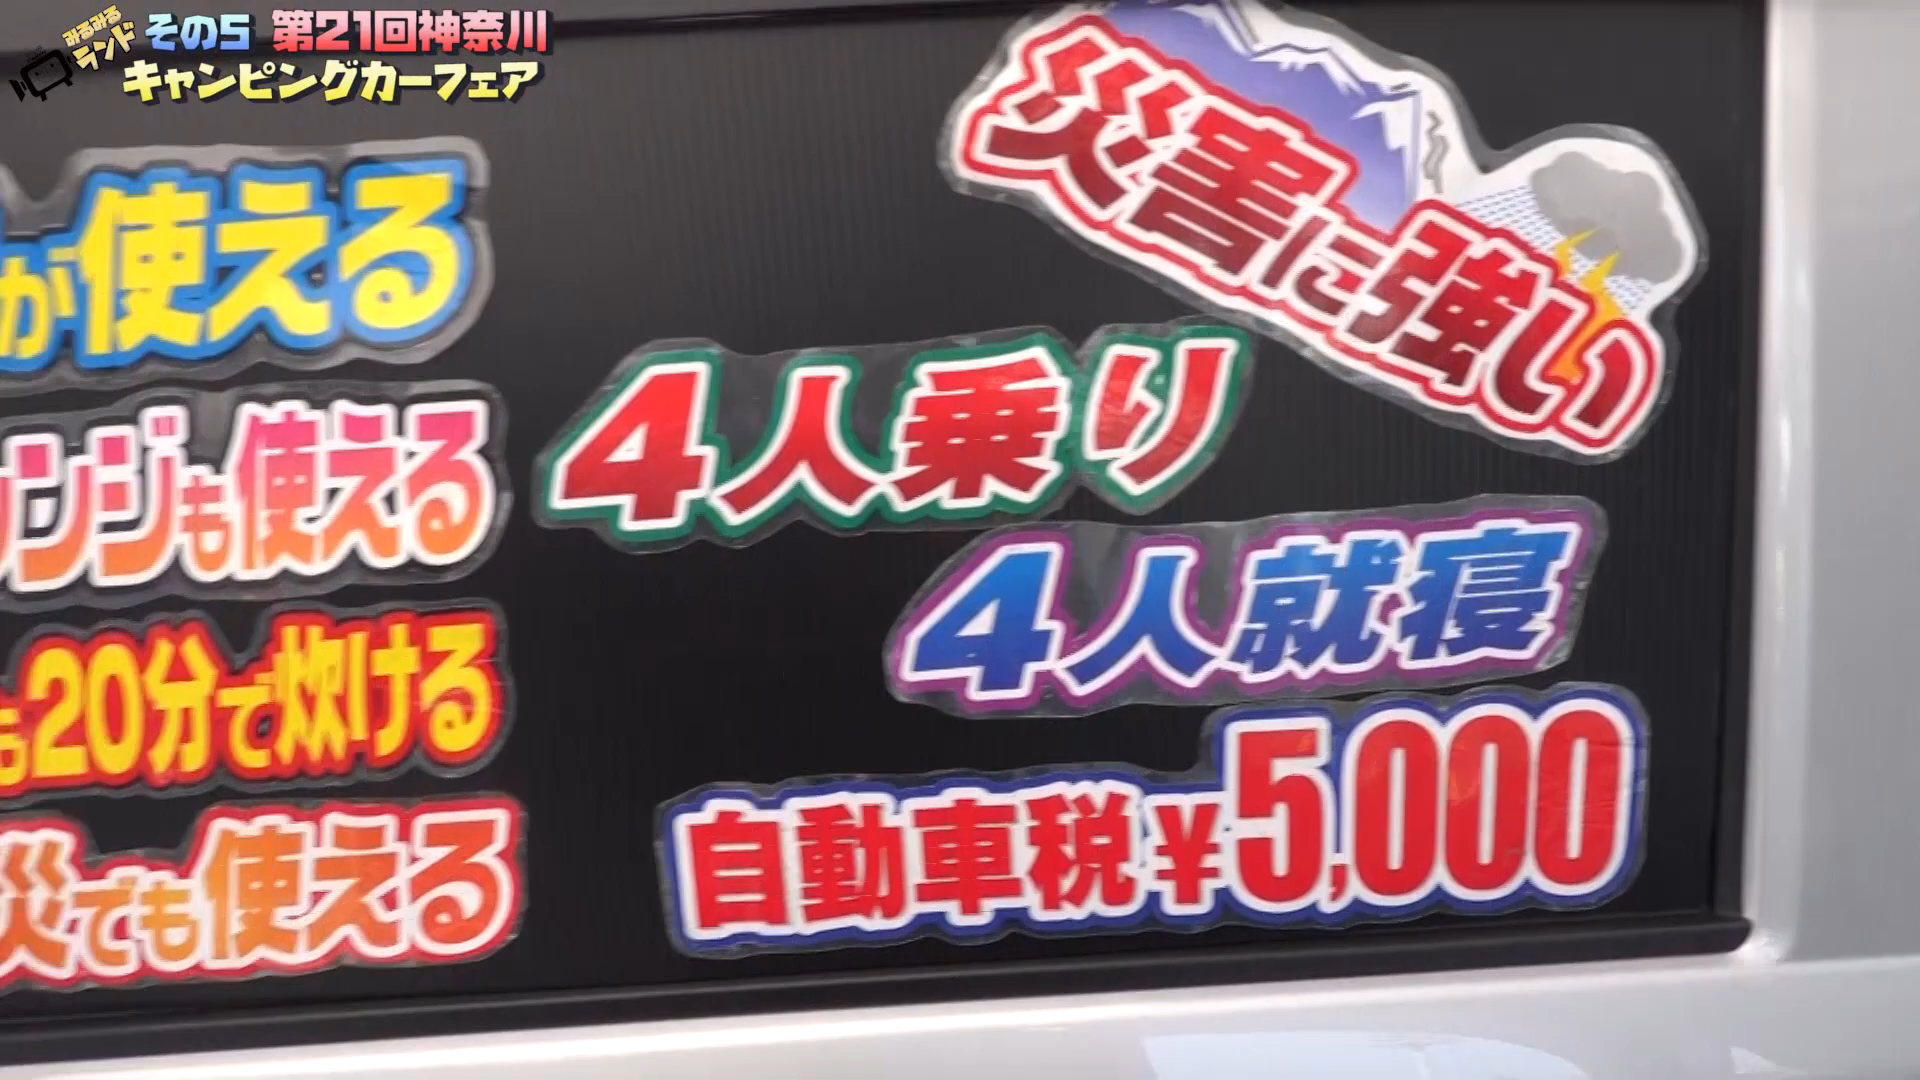 みるみるランド
その5 第21回神奈川
キャンピングカーフェア
が使える
ンジも使える
も20分で炊ける
災でも使える
災害に強い
4人乗り
4人就寝
自動車税¥5,000